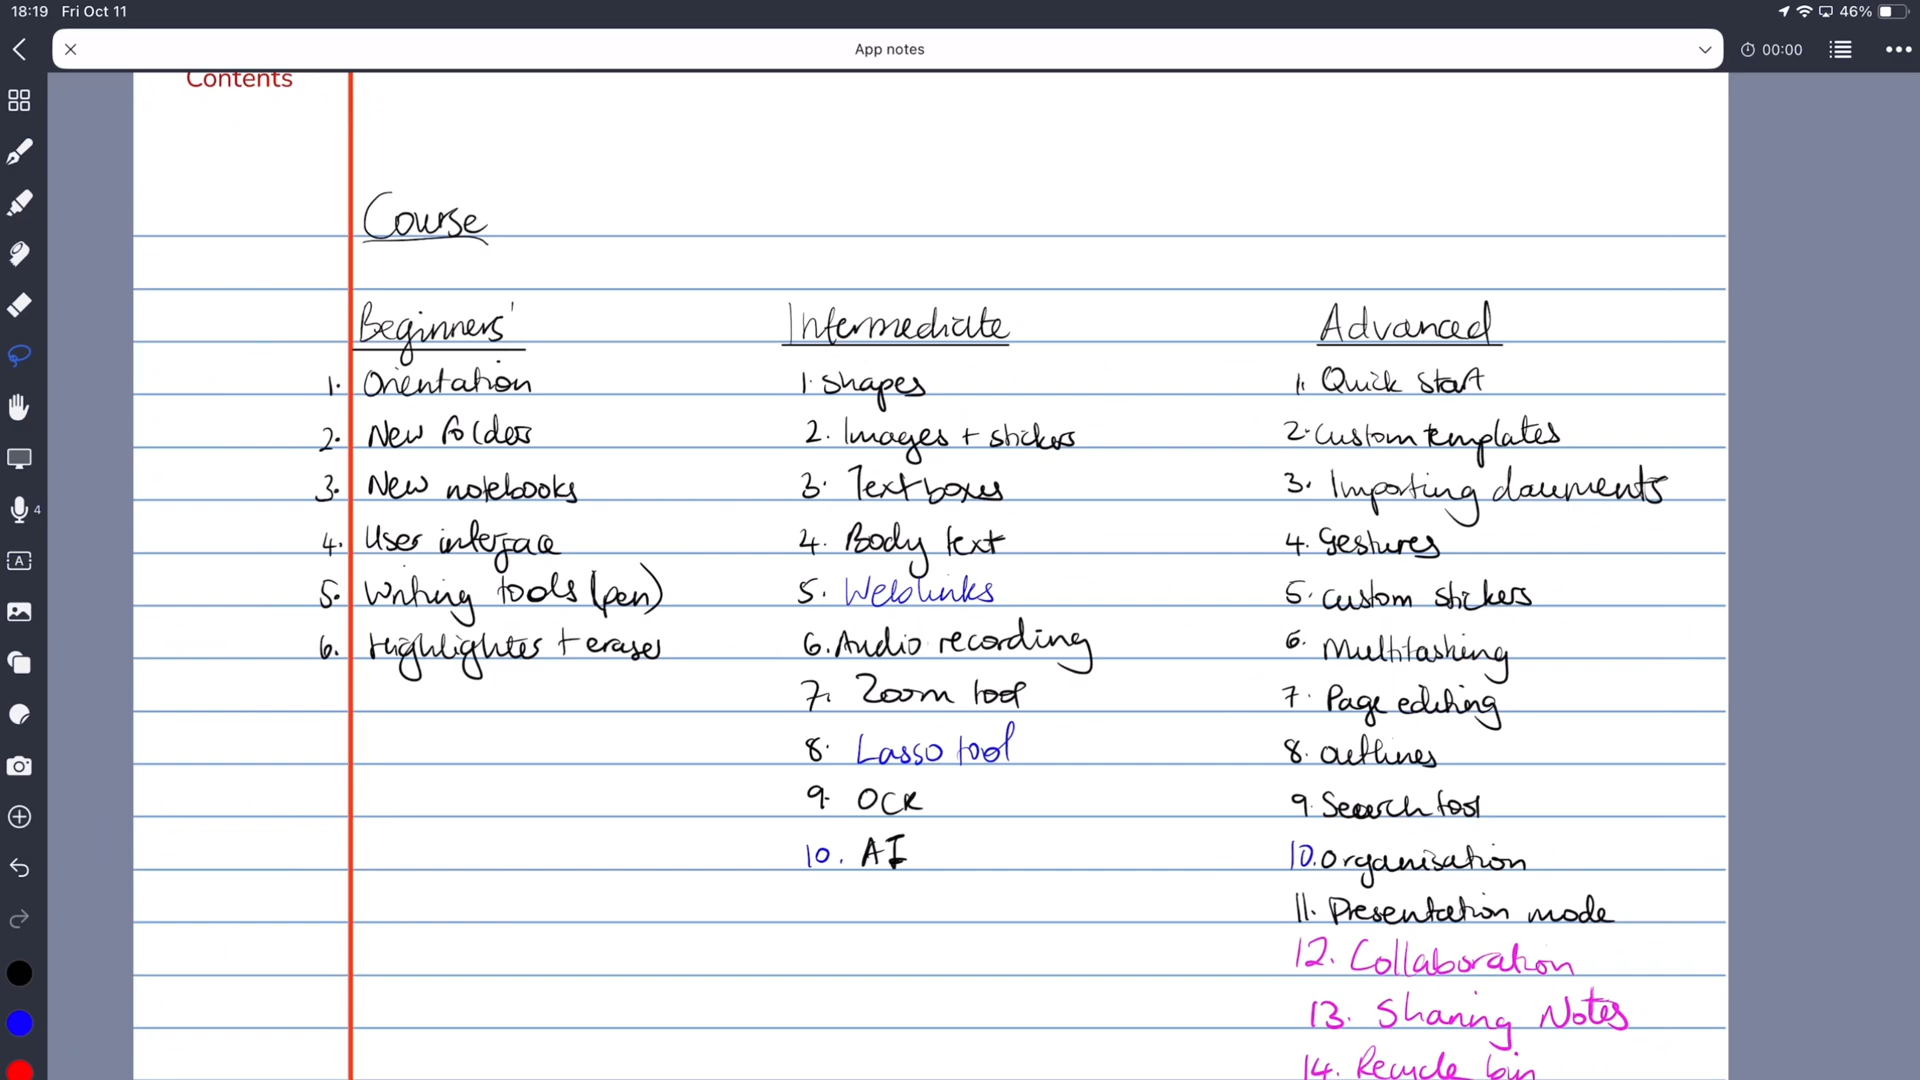 18:19 Fri Oct 11
46%
App notes
00:00
Contents
4
A
Course
Beginners'
1. Orientation
2. New folders
3. New notebooks
4. User interface
5. Writing tools (pen)
6. Highlighter + eraser
Intermediate
1. Shapes
2. Images + stickers
3. Text boxes
4. Body text
5. Weblinks
6. Audio recording
7. Zoom tool
8. Lasso tool
9. OCR
10. AI
Advanced
1. Quick start
2. Custom templates
3. Importing documents
4. Gestures
5. custom stickers
6. Multitasking
7. Page editing
8. outlines
9. Search tool
10. organisation
11. Presentation mode
12. Collaboration
13. Sharing Notes
14. Recycle bin